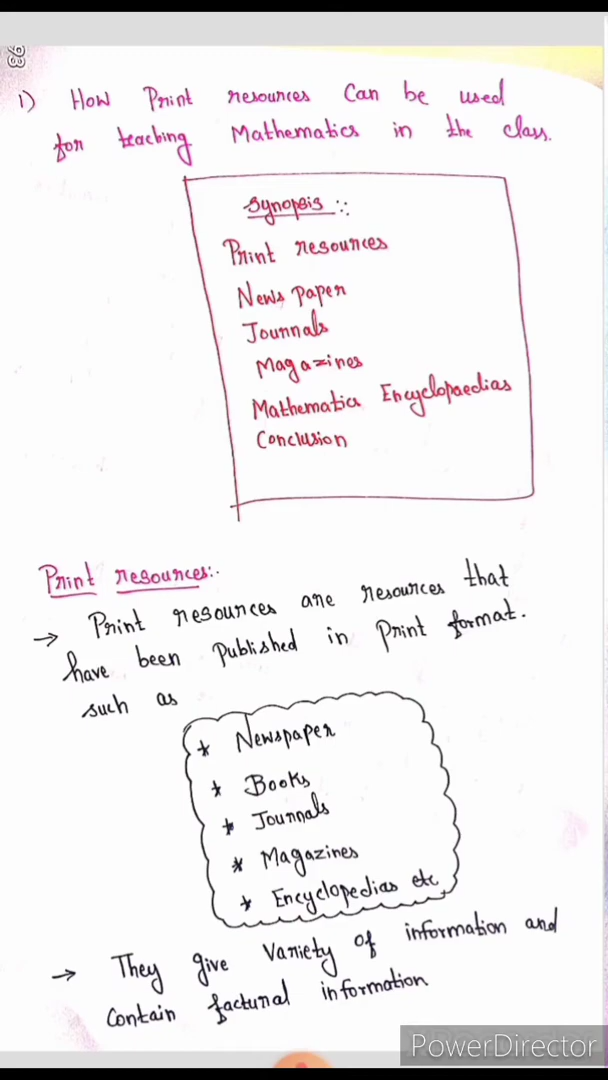 1) How Print resources Can be used
for teaching Mathematics in the class.
Synopsis :-
Print resources
News paper
Journals
Magazines
Mathematics Encyclopaedias
Conclusion
Print resources:-
→ Print resources are resources that
have been published in print format.
such as
* Newspaper
* Books
* Journals
* Magazines
* Encyclopedias etc
→ They give variety of information and
contain factunal information
PowerDirector